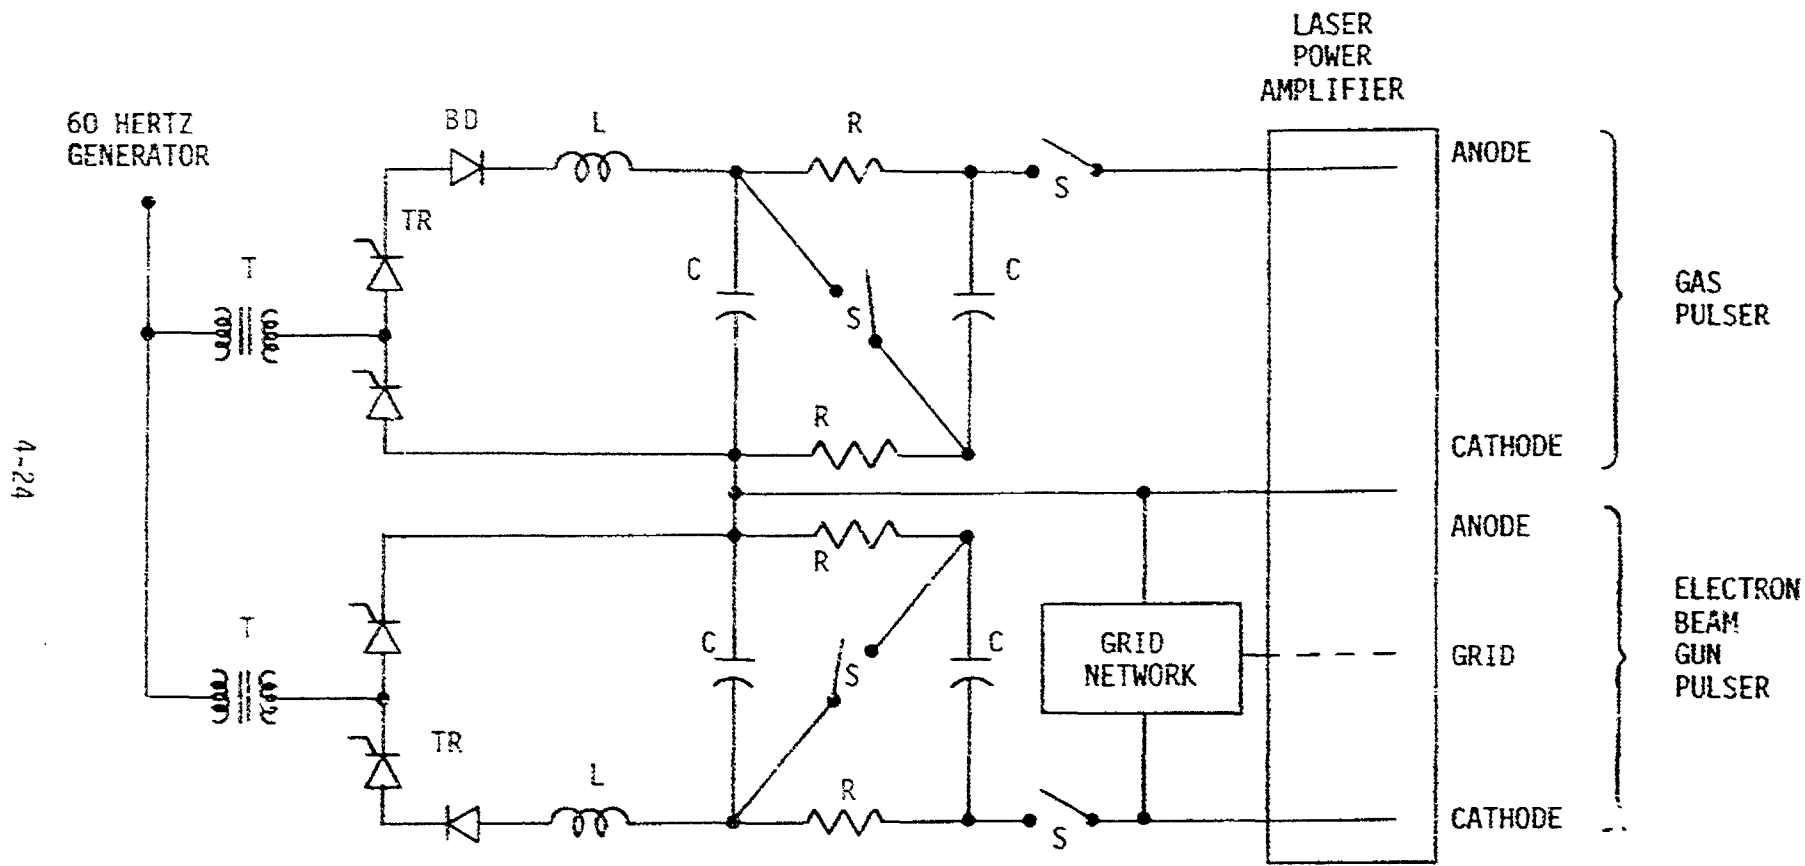 LASER
POWER
AMPLIFIER
60 HERTZ
GENERATOR
BD
L
R
S
ANODE
TR
T
C
S
C
GAS
PULSER
R
CATHODE
4-24
ANODE
R
T
C
S
C
GRID
NETWORK
GRID
ELECTRON
BEAM
GUN
PULSER
TR
L
R
S
CATHODE